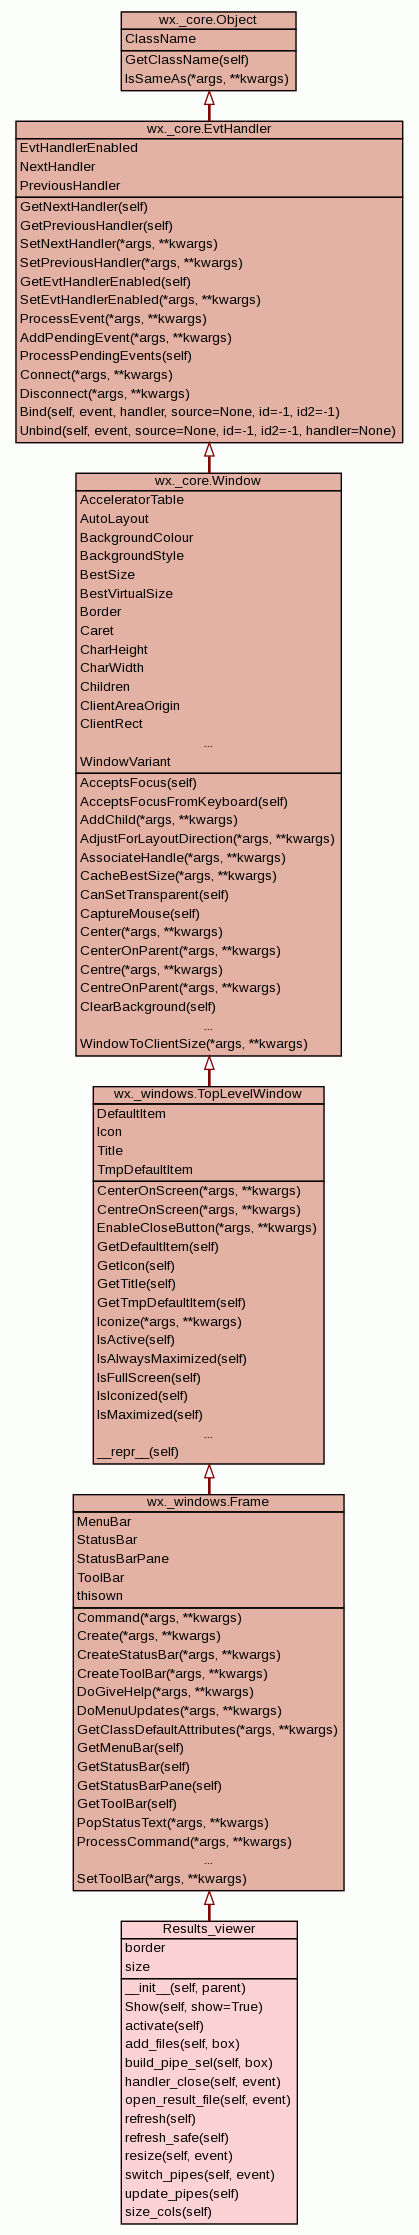 wx._core.Object
ClassName
GetClassName(self)
IsSameAs(*args, **kwargs)
wx._core.EvtHandler
EvtHandlerEnabled
NextHandler
PreviousHandler
GetNextHandler(self)
GetPreviousHandler(self)
SetNextHandler(*args, **kwargs)
SetPreviousHandler(*args, **kwargs)
GetEvtHandlerEnabled(self)
SetEvtHandlerEnabled(*args, **kwargs)
ProcessEvent(*args, **kwargs)
AddPendingEvent(*args, **kwargs)
ProcessPendingEvents(self)
Connect(*args, **kwargs)
Disconnect(*args, **kwargs)
Bind(self, event, handler, source=None, id=-1, id2=-1)
Unbind(self, event, source=None, id=-1, id2=-1, handler=None)
wx._core.Window
AcceleratorTable
AutoLayout
BackgroundColour
BackgroundStyle
BestSize
BestVirtualSize
Border
Caret
CharHeight
CharWidth
Children
ClientAreaOrigin
ClientRect
...
WindowVariant
AcceptsFocus(self)
AcceptsFocusFromKeyboard(self)
AddChild(*args, **kwargs)
AdjustForLayoutDirection(*args, **kwargs)
AssociateHandle(*args, **kwargs)
CacheBestSize(*args, **kwargs)
CanSetTransparent(self)
CaptureMouse(self)
Center(*args, **kwargs)
CenterOnParent(*args, **kwargs)
Centre(*args, **kwargs)
CentreOnParent(*args, **kwargs)
ClearBackground(self)
...
WindowToClientSize(*args, **kwargs)
wx._windows.TopLevelWindow
DefaultItem
Icon
Title
TmpDefaultItem
CenterOnScreen(*args, **kwargs)
CentreOnScreen(*args, **kwargs)
EnableCloseButton(*args, **kwargs)
GetDefaultItem(self)
GetIcon(self)
GetTitle(self)
GetTmpDefaultItem(self)
Iconize(*args, **kwargs)
IsActive(self)
IsAlwaysMaximized(self)
IsFullScreen(self)
IsIconized(self)
IsMaximized(self)
...
__repr__(self)
wx._windows.Frame
MenuBar
StatusBar
StatusBarPane
ToolBar
thisown
Command(*args, **kwargs)
Create(*args, **kwargs)
CreateStatusBar(*args, **kwargs)
CreateToolBar(*args, **kwargs)
DoGiveHelp(*args, **kwargs)
DoMenuUpdates(*args, **kwargs)
GetClassDefaultAttributes(*args, **kwargs)
GetMenuBar(self)
GetStatusBar(self)
GetStatusBarPane(self)
GetToolBar(self)
PopStatusText(*args, **kwargs)
ProcessCommand(*args, **kwargs)
...
SetToolBar(*args, **kwargs)
Results_viewer
border
size
__init__(self, parent)
Show(self, show=True)
activate(self)
add_files(self, box)
build_pipe_sel(self, box)
handler_close(self, event)
open_result_file(self, event)
refresh(self)
refresh_safe(self)
resize(self, event)
switch_pipes(self, event)
update_pipes(self)
size_cols(self)